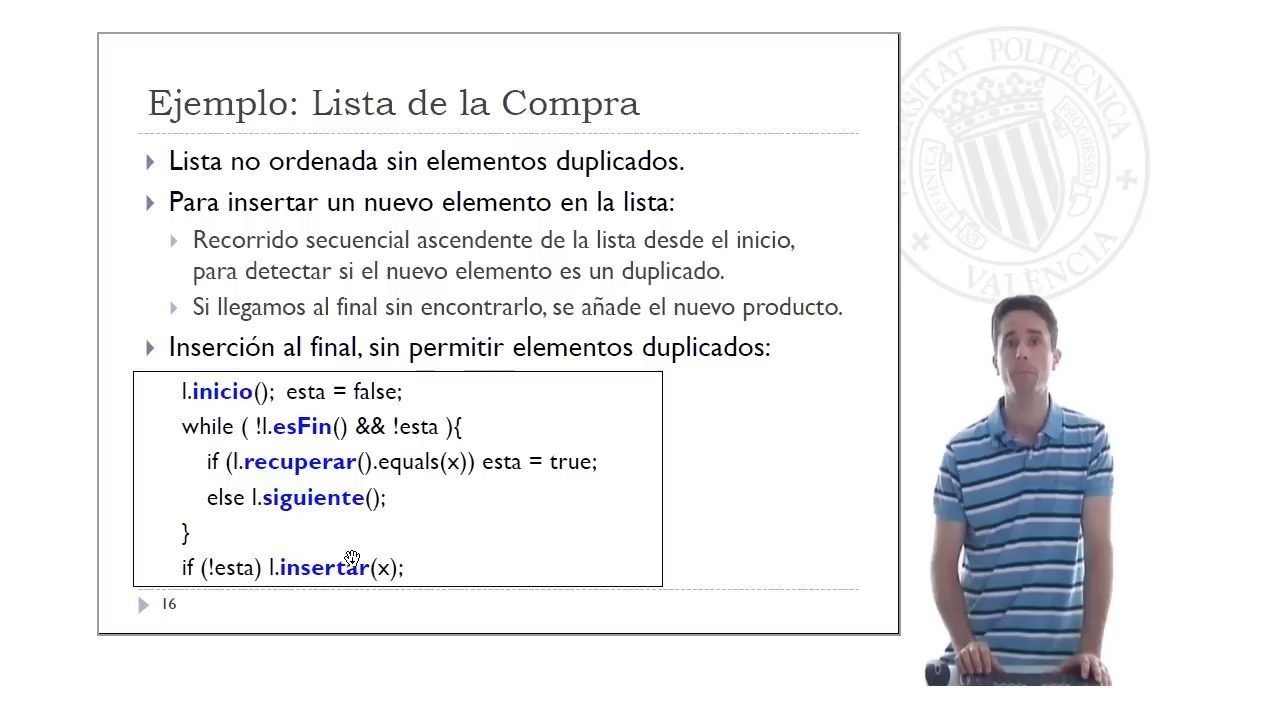 Ejemplo: Lista de la Compra
Lista no ordenada sin elementos duplicados.
Para insertar un nuevo elemento en la lista:
Recorrido secuencial ascendente de la lista desde el inicio,
para detectar si el nuevo elemento es un duplicado.
Si llegamos al final sin encontrarlo, se añade el nuevo producto.
Inserción al final, sin permitir elementos duplicados:
l.inicio(); esta = false;
while ( !l.esFin() && !esta ){
if (l.recuperar().equals(x)) esta = true;
else l.siguiente();
}
if (!esta) l.insertar(x);
16
POLITÈCNICA
VALÈNCIA